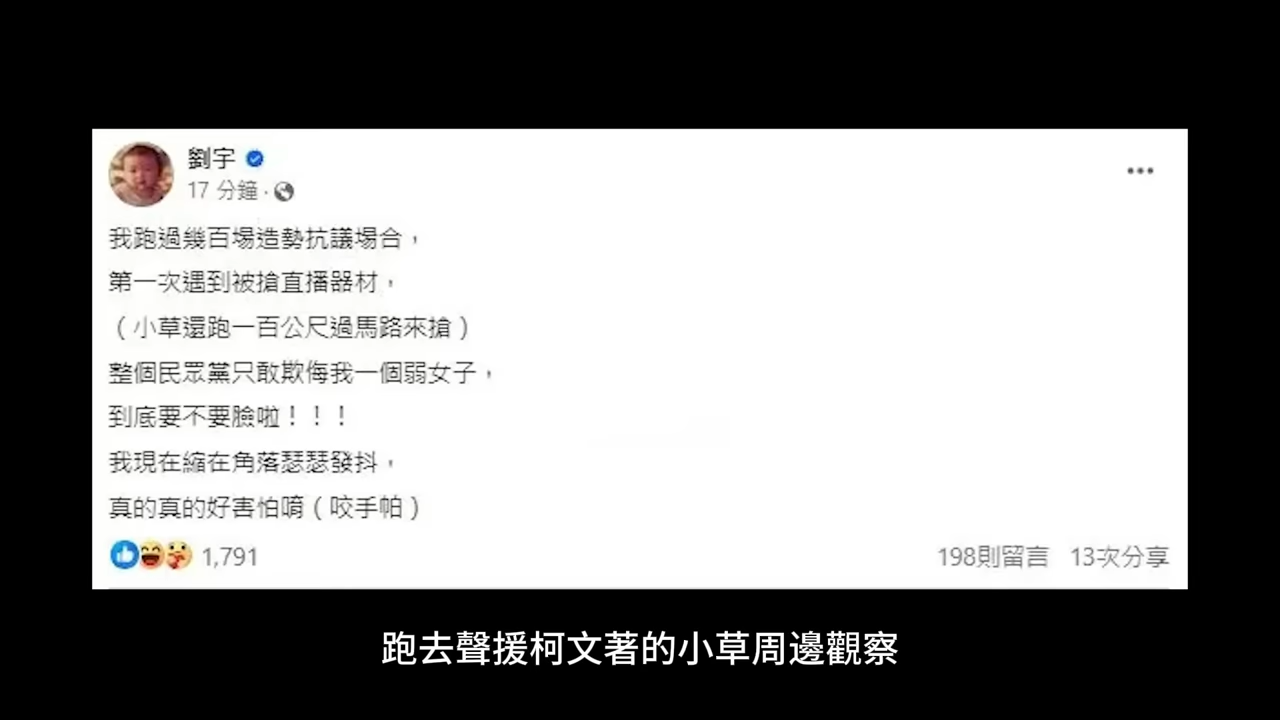 劉宇
17 分鐘 ·
我跑過幾百場造勢抗議場合，
第一次遇到被搶直播器材，
（小草還跑一百公尺過馬路來搶）
整個民眾黨只敢欺侮我一個弱女子，
到底要不要臉啦！！！
我現在縮在角落瑟瑟發抖，
真的真的好害怕唷（咬手帕）
1,791
198則留言 13次分享
跑去聲援柯文著的小草周邊觀察